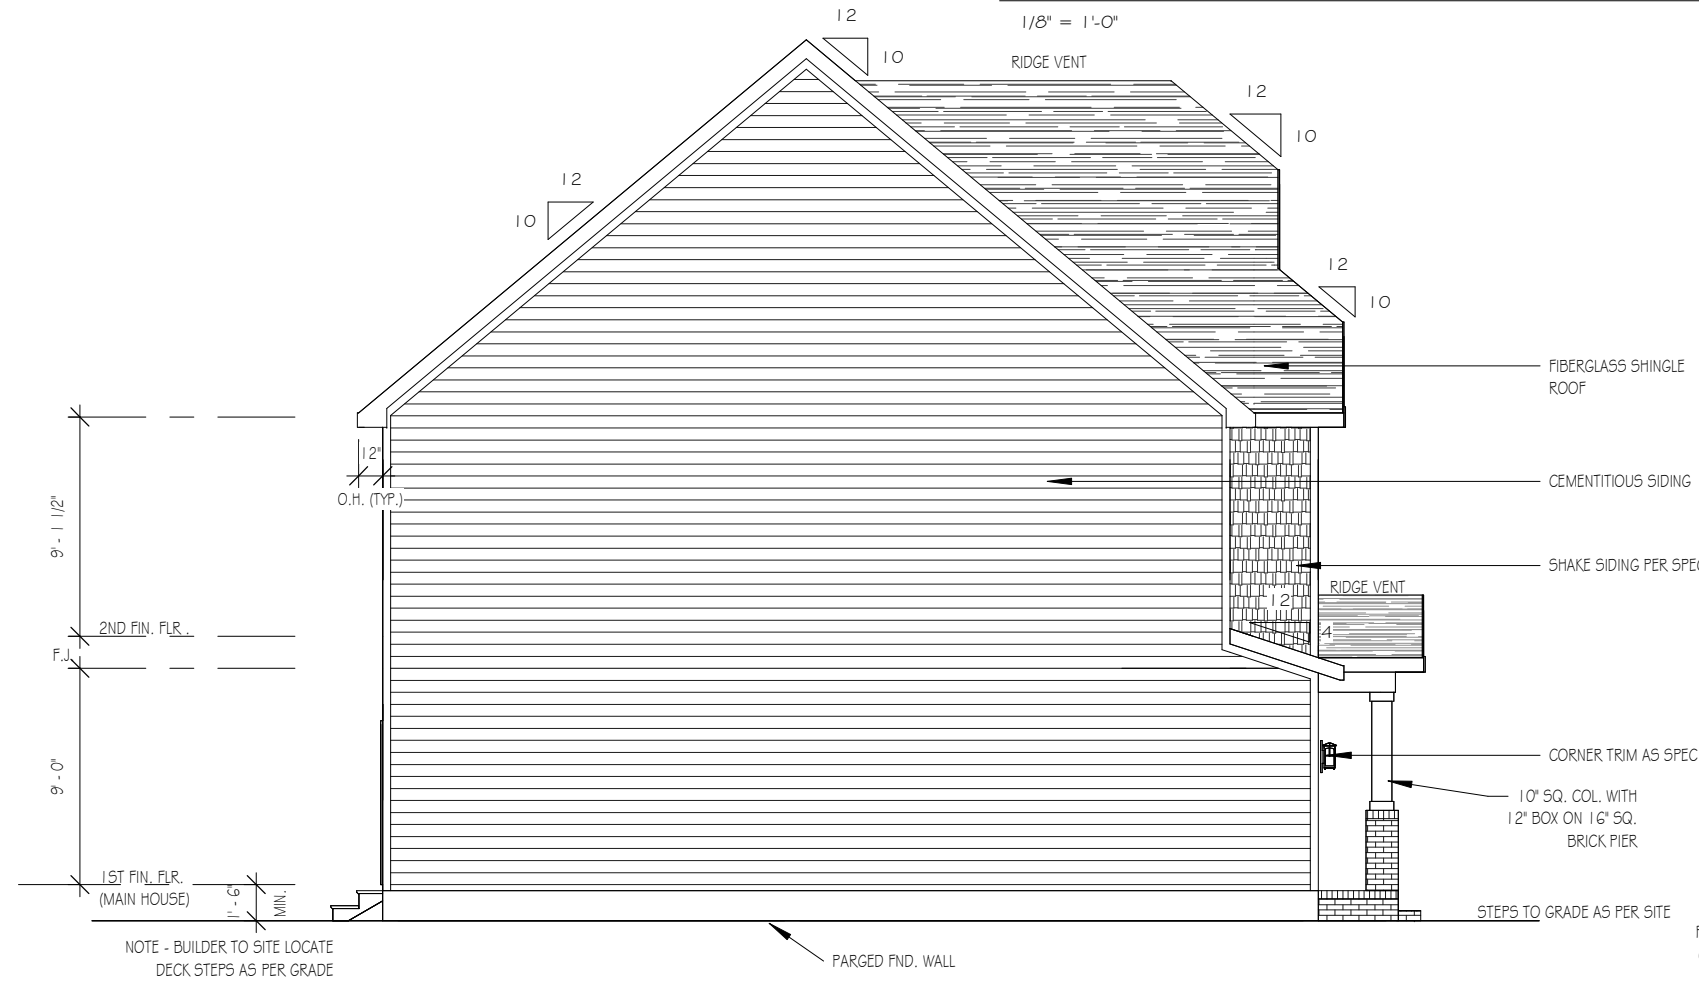 12
1/8" = 1'-0"
10
RIDGE VENT
12
10
12
10
12
10
FIBERGLASS SHINGLE
ROOF
12"
O.H. (TYP.)
CEMENTITIOUS SIDING
9' - 1 1/2"
SHAKE SIDING PER SPEC
RIDGE VENT
12
4
2ND FIN. FLR.
F.J.
9' - 0"
CORNER TRIM AS SPEC
10" SQ. COL. WITH
12" BOX ON 16" SQ.
BRICK PIER
1ST FIN. FLR.
(MAIN HOUSE)
1' - 6"
MIN.
STEPS TO GRADE AS PER SITE
NOTE - BUILDER TO SITE LOCATE
DECK STEPS AS PER GRADE
PARGED FND. WALL